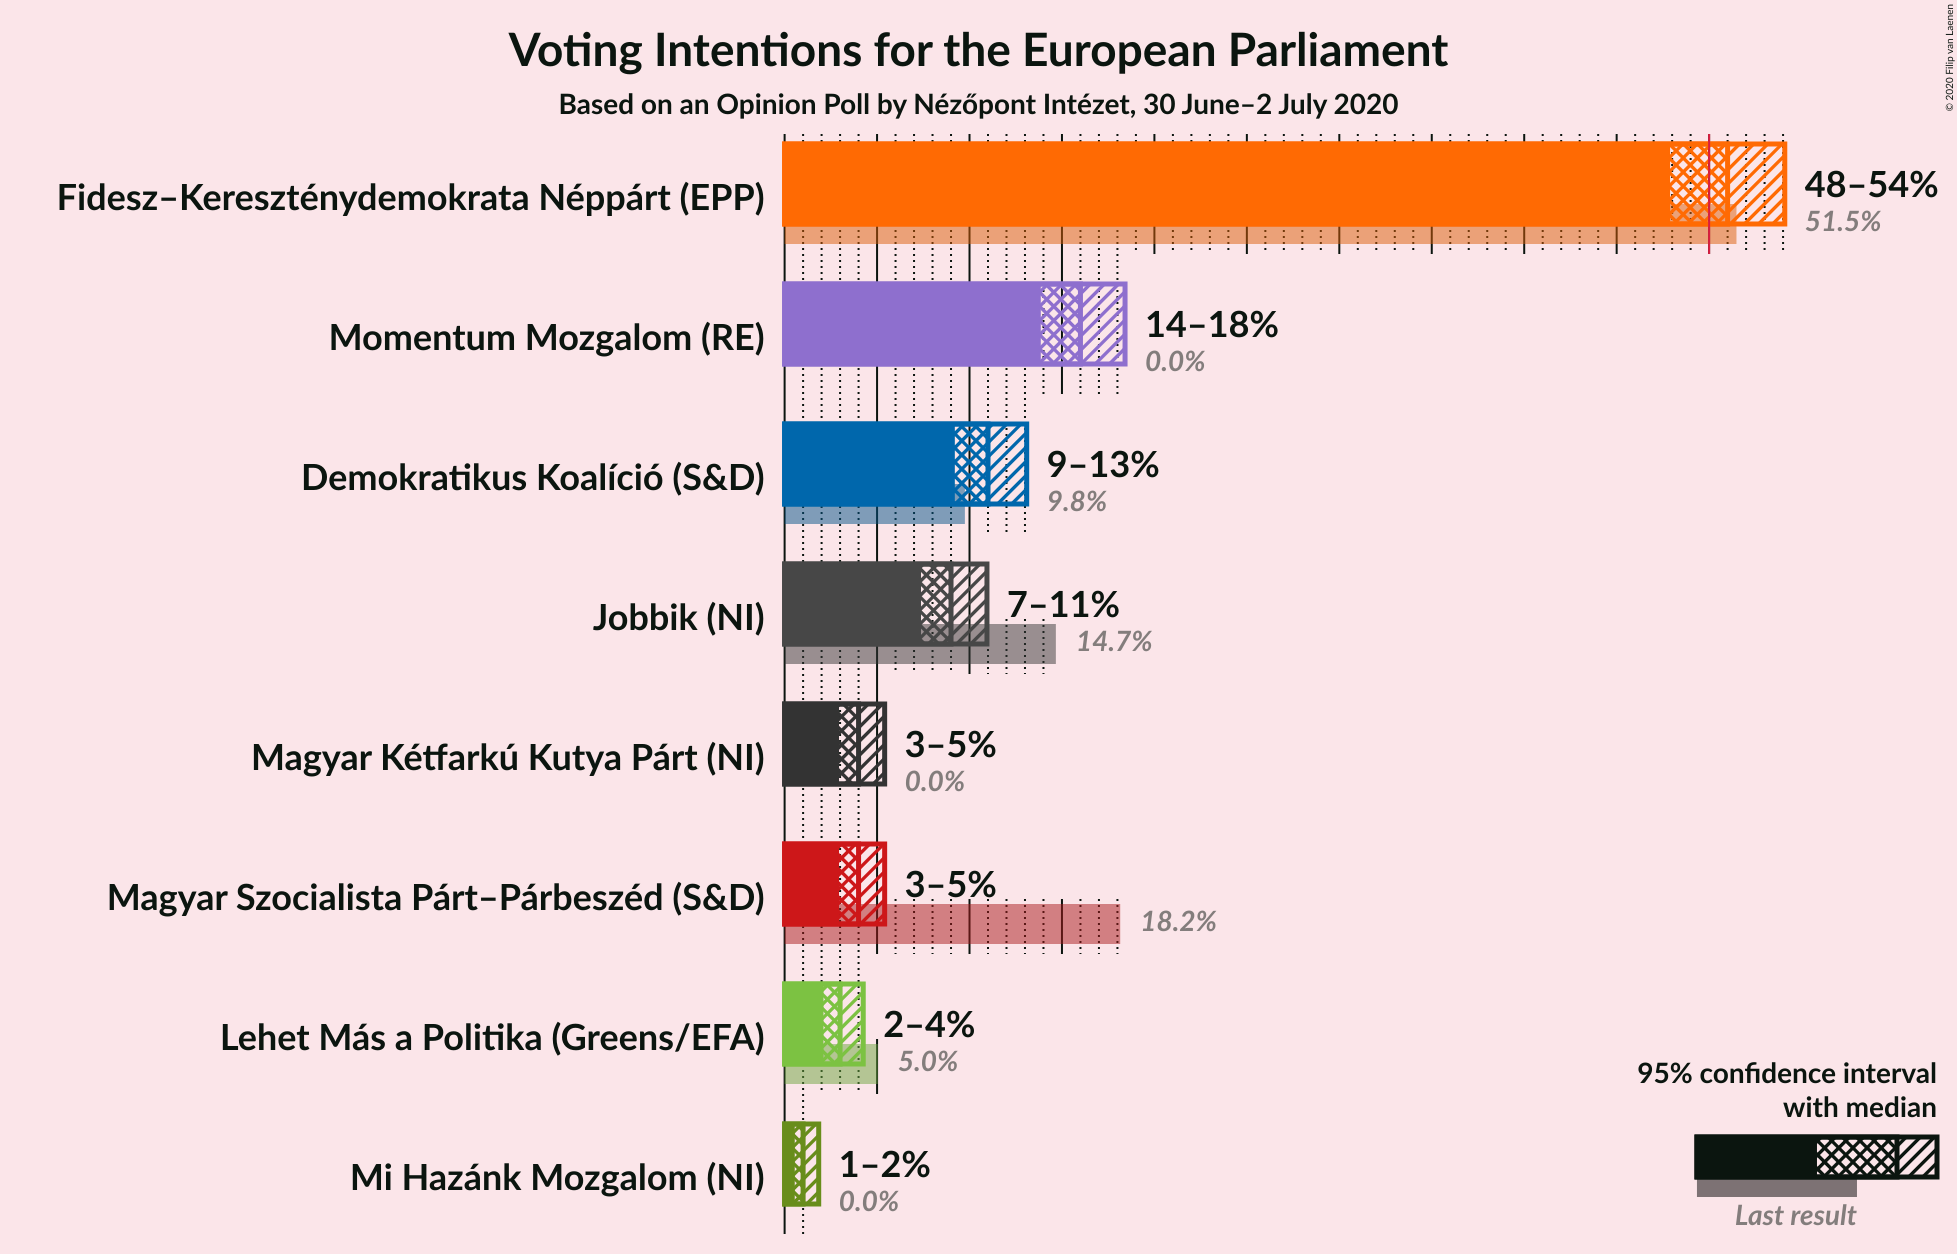 Voting Intentions for the European Parliament
Based on an Opinion Poll by Nézőpont Intézet, 30 June–2 July 2020
© 2020 Filip van Laenen
Fidesz–Kereszténydemokrata Néppárt (EPP)
48–54%
51.5%
Momentum Mozgalom (RE)
14–18%
0.0%
Demokratikus Koalíció (S&D)
9–13%
9.8%
Jobbik (NI)
7–11%
14.7%
Magyar Kétfarkú Kutya Párt (NI)
3–5%
0.0%
Magyar Szocialista Párt–Párbeszéd (S&D)
3–5%
18.2%
Lehet Más a Politika (Greens/EFA)
2–4%
5.0%
Mi Hazánk Mozgalom (NI)
1–2%
0.0%
95% confidence interval
with median
Last result